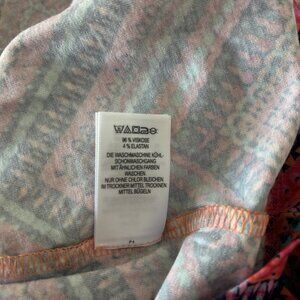 96 % VISKOSE
4 % ELASTAN
DIE WASCHMASCHINE KÜHL-
SCHONWASCHGANG
MIT ÄHNLICHEN FARBEN
WASCHEN
NUR OHNE CHLOR BLEICHEN
IM TROCKNER MITTEL TROCKNEN
MITTEL BÜGELN